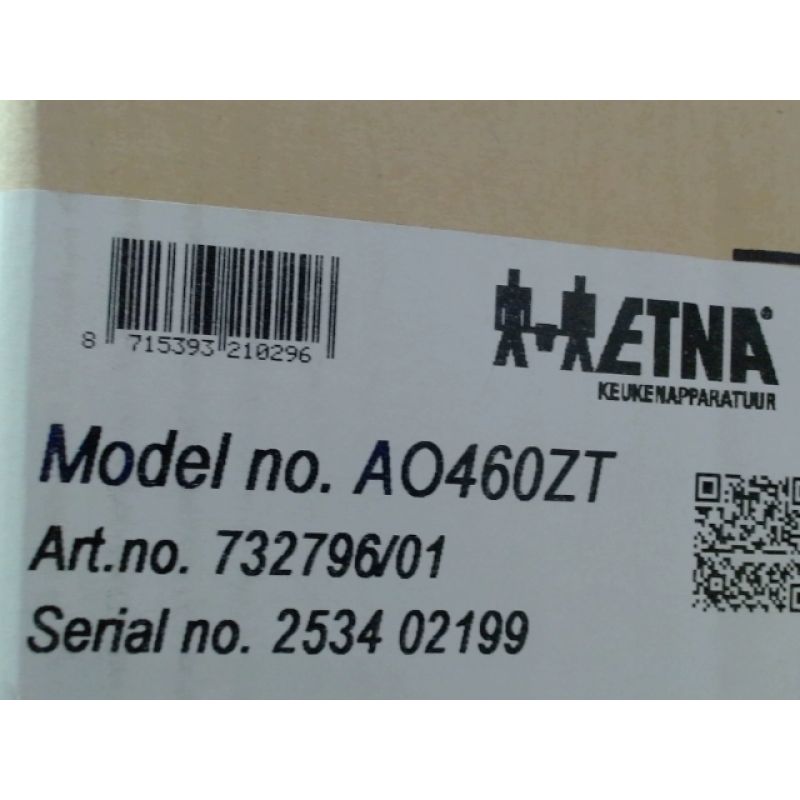 8 715393 210296
ETNA®
KEUKENAPPARATUUR
Model no. AO460ZT
Art.no. 732796/01
Serial no. 2534 02199